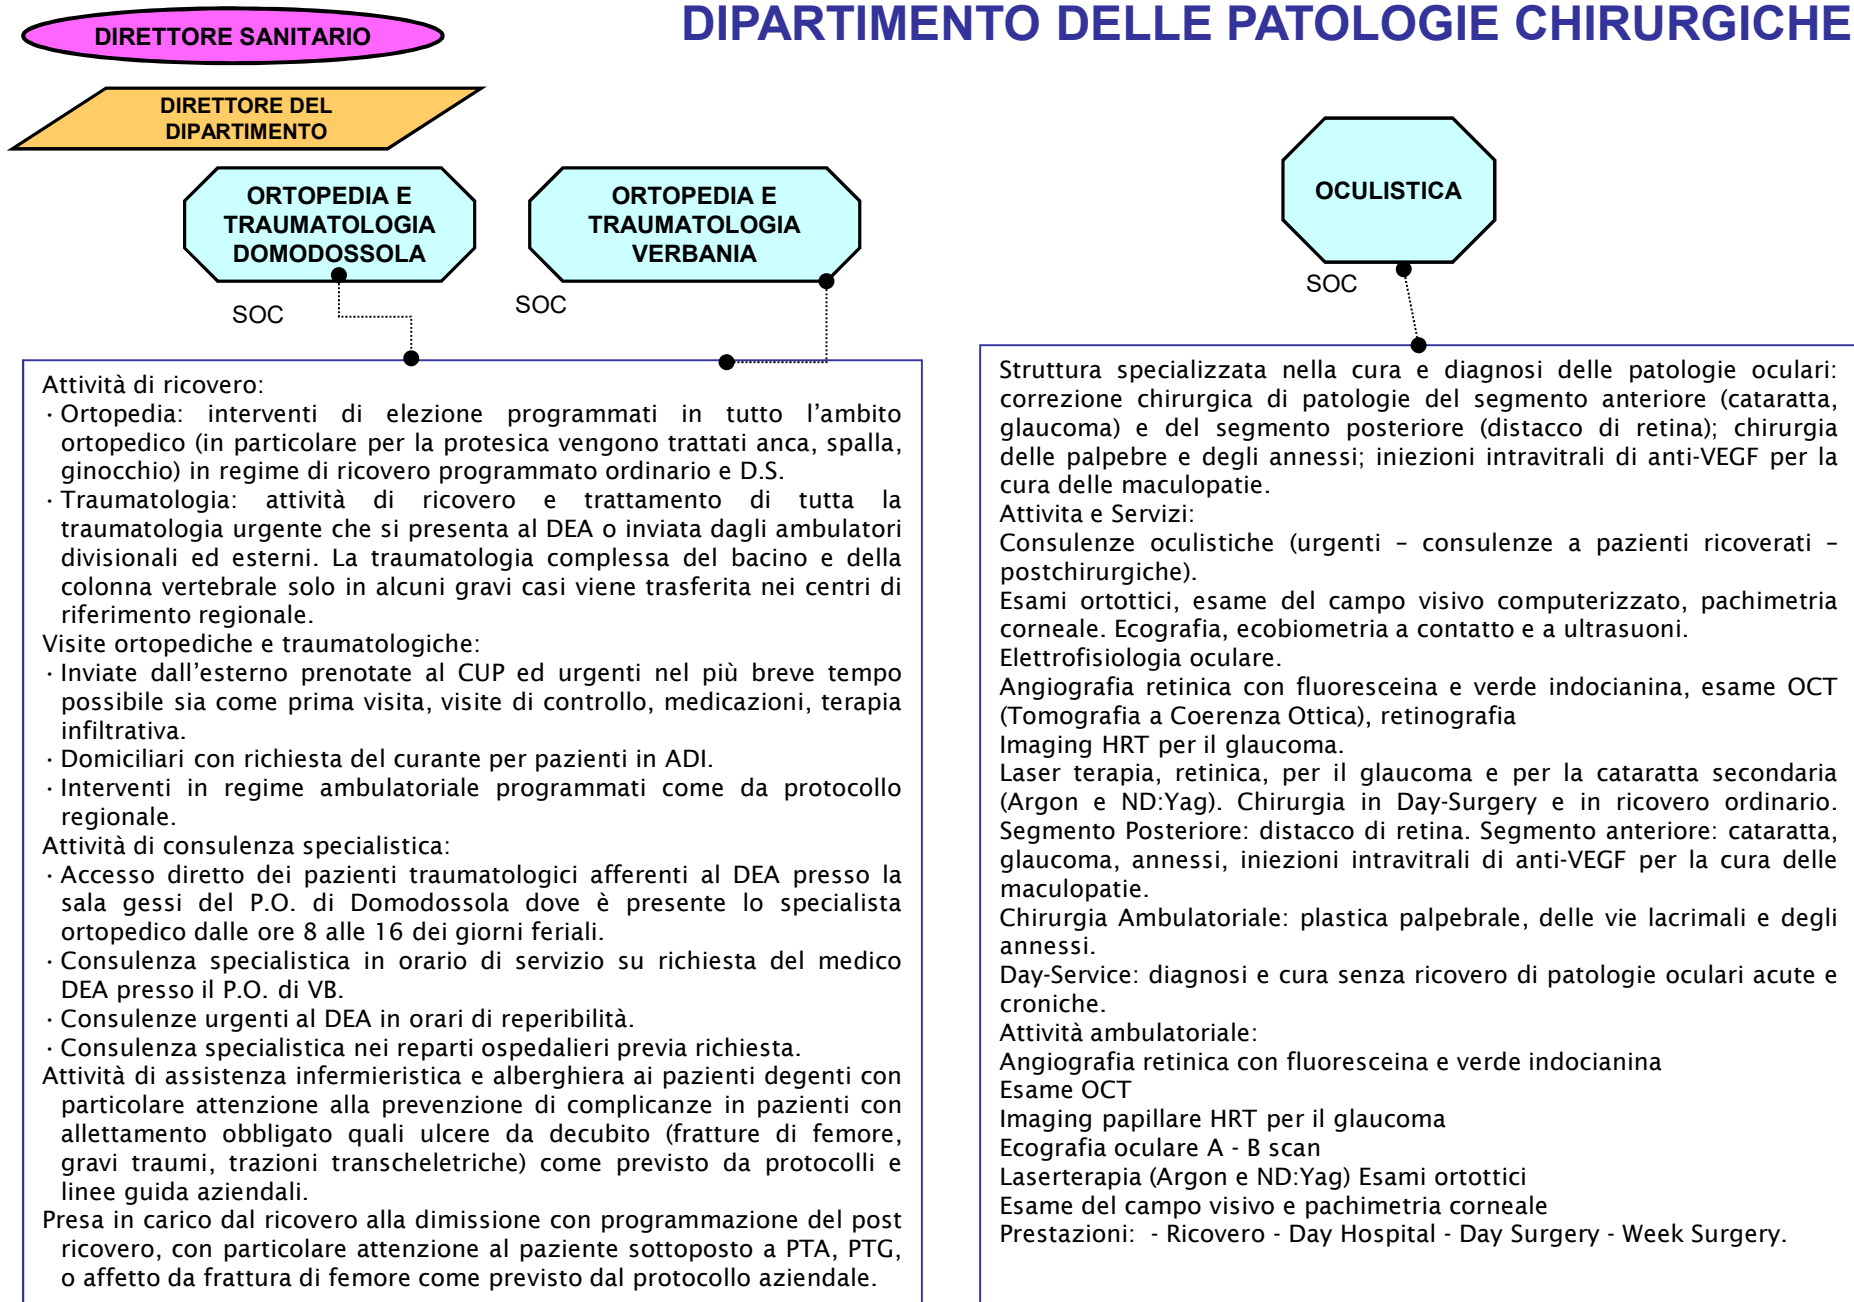 DIPARTIMENTO DELLE PATOLOGIE CHIRURGICHE
DIRETTORE SANITARIO
DIRETTORE DEL
DIPARTIMENTO
ORTOPEDIA E
TRAUMATOLOGIA
DOMODOSSOLA
SOC
ORTOPEDIA E
TRAUMATOLOGIA
VERBANIA
SOC
OCULISTICA
SOC
Attività di ricovero:
· Ortopedia: interventi di elezione programmati in tutto l’ambito
ortopedico (in particolare per la protesica vengono trattati anca, spalla,
ginocchio) in regime di ricovero programmato ordinario e D.S.
· Traumatologia: attività di ricovero e trattamento di tutta la
traumatologia urgente che si presenta al DEA o inviata dagli ambulatori
divisionali ed esterni. La traumatologia complessa del bacino e della
colonna vertebrale solo in alcuni gravi casi viene trasferita nei centri di
riferimento regionale.
Visite ortopediche e traumatologiche:
· Inviate dall’esterno prenotate al CUP ed urgenti nel più breve tempo
possibile sia come prima visita, visite di controllo, medicazioni, terapia
infiltrativa.
· Domiciliari con richiesta del curante per pazienti in ADI.
· Interventi in regime ambulatoriale programmati come da protocollo
regionale.
Attività di consulenza specialistica:
· Accesso diretto dei pazienti traumatologici afferenti al DEA presso la
sala gessi del P.O. di Domodossola dove è presente lo specialista
ortopedico dalle ore 8 alle 16 dei giorni feriali.
· Consulenza specialistica in orario di servizio su richiesta del medico
DEA presso il P.O. di VB.
· Consulenze urgenti al DEA in orari di reperibilità.
· Consulenza specialistica nei reparti ospedalieri previa richiesta.
Attività di assistenza infermieristica e alberghiera ai pazienti degenti con
particolare attenzione alla prevenzione di complicanze in pazienti con
allettamento obbligato quali ulcere da decubito (fratture di femore,
gravi traumi, trazioni transcheletriche) come previsto da protocolli e
linee guida aziendali.
Presa in carico dal ricovero alla dimissione con programmazione del post
ricovero, con particolare attenzione al paziente sottoposto a PTA, PTG,
o affetto da frattura di femore come previsto dal protocollo aziendale.
Struttura specializzata nella cura e diagnosi delle patologie oculari:
correzione chirurgica di patologie del segmento anteriore (cataratta,
glaucoma) e del segmento posteriore (distacco di retina); chirurgia
delle palpebre e degli annessi; iniezioni intravitrali di anti-VEGF per la
cura delle maculopatie.
Attivita e Servizi:
Consulenze oculistiche (urgenti – consulenze a pazienti ricoverati –
postchirurgiche).
Esami ortottici, esame del campo visivo computerizzato, pachimetria
corneale. Ecografia, ecobiometria a contatto e a ultrasuoni.
Elettrofisiologia oculare.
Angiografia retinica con fluoresceina e verde indocianina, esame OCT
(Tomografia a Coerenza Ottica), retinografia
Imaging HRT per il glaucoma.
Laser terapia, retinica, per il glaucoma e per la cataratta secondaria
(Argon e ND:Yag). Chirurgia in Day-Surgery e in ricovero ordinario.
Segmento Posteriore: distacco di retina. Segmento anteriore: cataratta,
glaucoma, annessi, iniezioni intravitrali di anti-VEGF per la cura delle
maculopatie.
Chirurgia Ambulatoriale: plastica palpebrale, delle vie lacrimali e degli
annessi.
Day-Service: diagnosi e cura senza ricovero di patologie oculari acute e
croniche.
Attività ambulatoriale:
Angiografia retinica con fluoresceina e verde indocianina
Esame OCT
Imaging papillare HRT per il glaucoma
Ecografia oculare A - B scan
Laserterapia (Argon e ND:Yag) Esami ortottici
Esame del campo visivo e pachimetria corneale
Prestazioni: - Ricovero - Day Hospital - Day Surgery - Week Surgery.